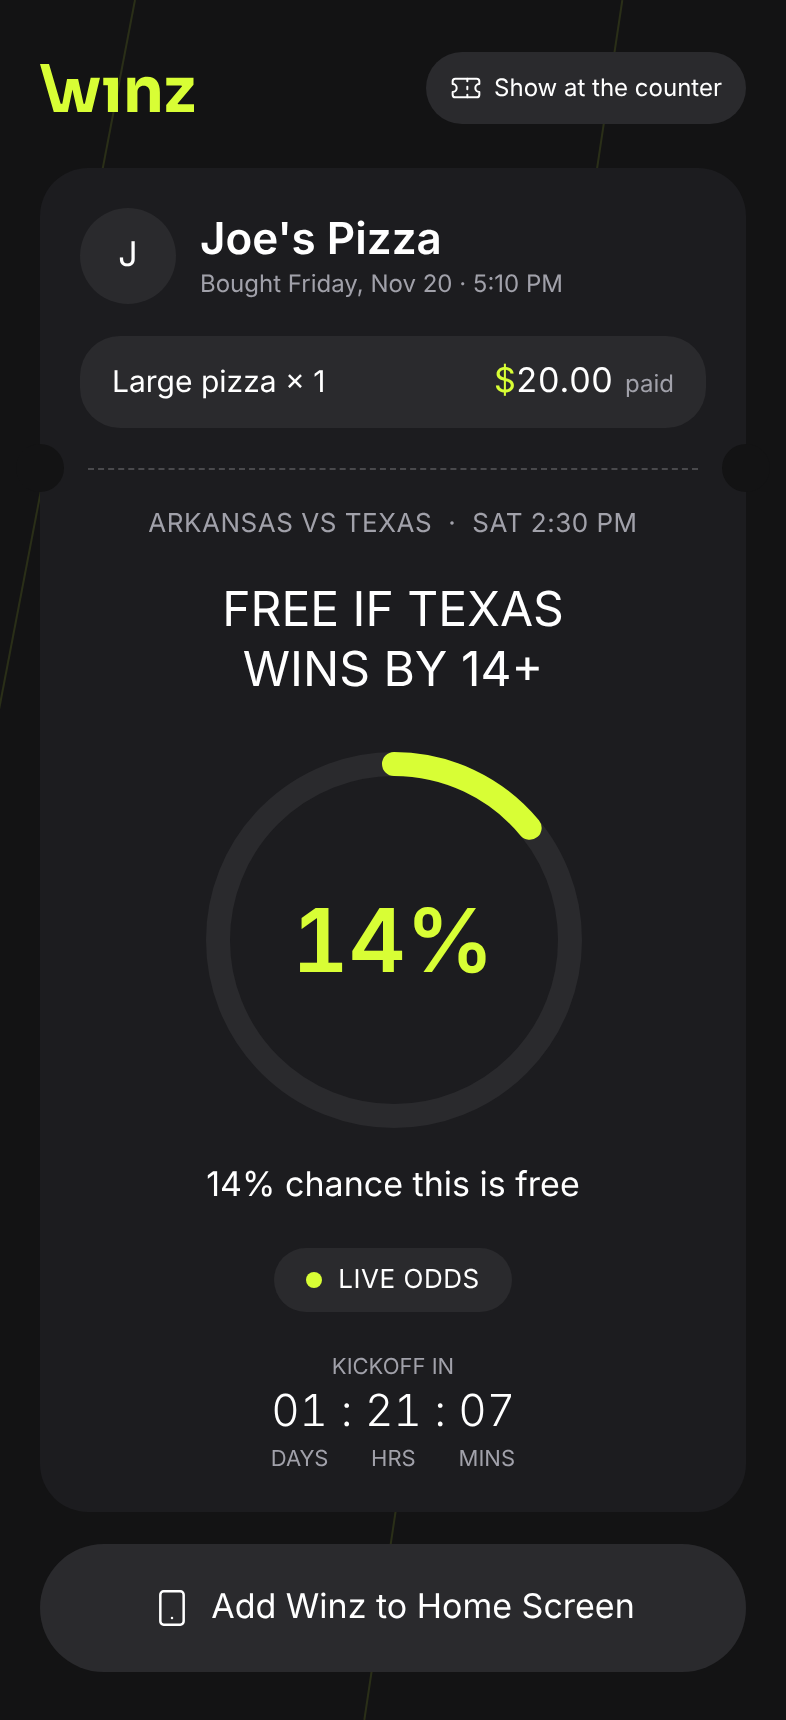 Winz
Show at the counter
J
Joe's Pizza
Bought Friday, Nov 20 · 5:10 PM
Large pizza × 1 $20.00 paid
ARKANSAS VS TEXAS · SAT 2:30 PM
FREE IF TEXAS
WINS BY 14+
14%
14% chance this is free
LIVE ODDS
KICKOFF IN
01 : 21 : 07
DAYS HRS MINS
Add Winz to Home Screen